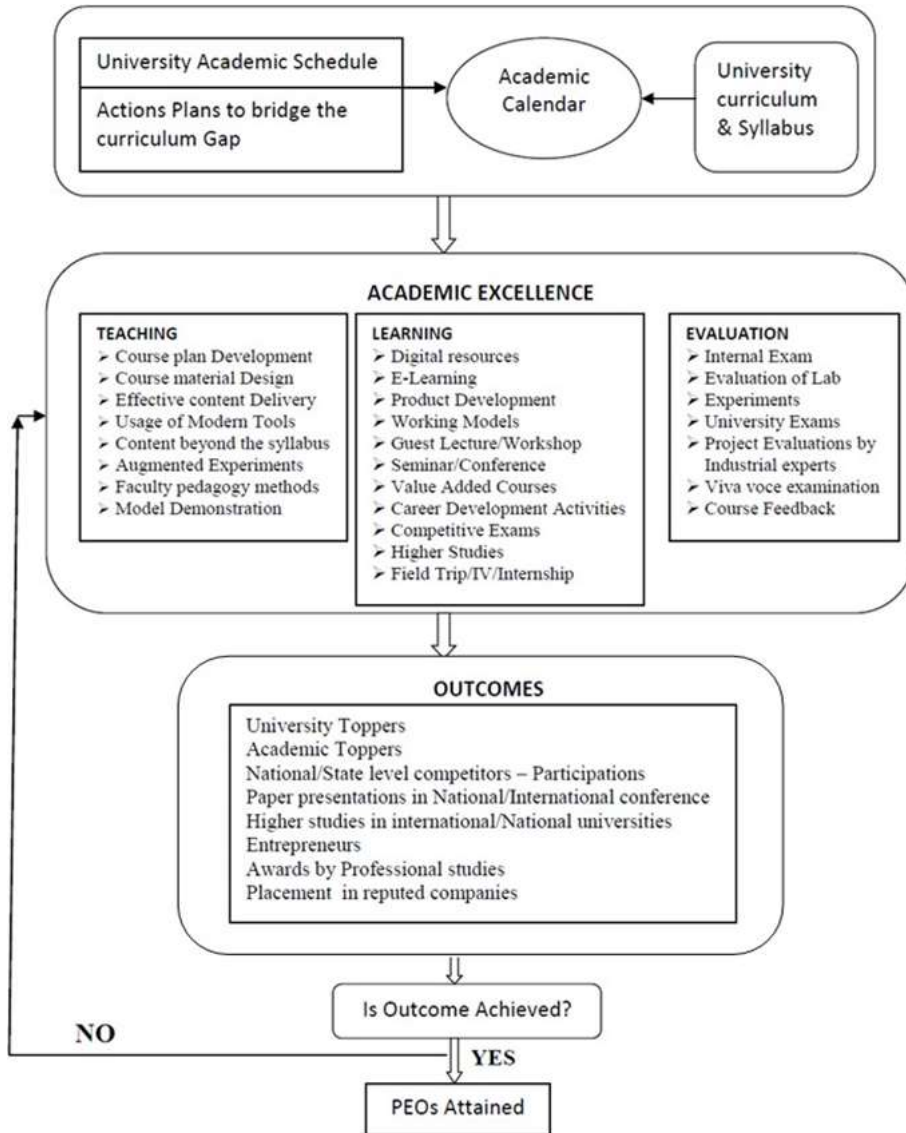 University Academic Schedule
Actions Plans to bridge the
curriculum Gap
Academic
Calendar
University
curriculum
& Syllabus
ACADEMIC EXCELLENCE
TEACHING
➢ Course plan Development
➢ Course material Design
➢ Effective content Delivery
➢ Usage of Modern Tools
➢ Content beyond the syllabus
➢ Augmented Experiments
➢ Faculty pedagogy methods
➢ Model Demonstration
LEARNING
➢ Digital resources
➢ E-Learning
➢ Product Development
➢ Working Models
➢ Guest Lecture/Workshop
➢ Seminar/Conference
➢ Value Added Courses
➢ Career Development Activities
➢ Competitive Exams
➢ Higher Studies
➢ Field Trip/IV/Internship
EVALUATION
➢ Internal Exam
➢ Evaluation of Lab
➢ Experiments
➢ University Exams
➢ Project Evaluations by
Industrial experts
➢ Viva voce examination
➢ Course Feedback
OUTCOMES
University Toppers
Academic Toppers
National/State level competitors – Participations
Paper presentations in National/International conference
Higher studies in international/National universities
Entrepreneurs
Awards by Professional studies
Placement in reputed companies
Is Outcome Achieved?
NO
YES
PEOs Attained